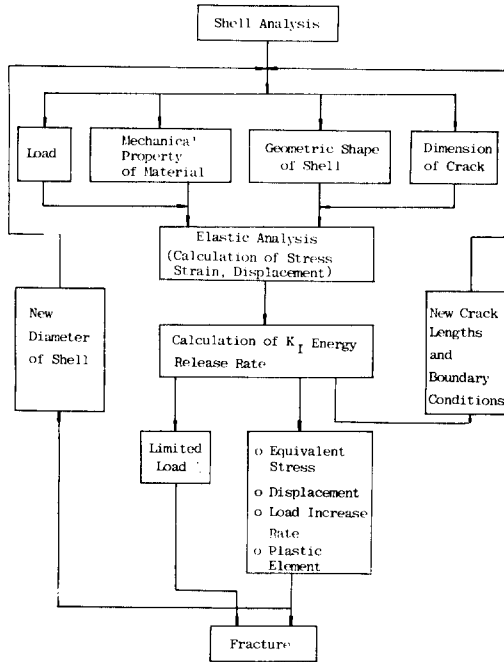 Shell Analysis
Load
Mechanical
Property
of Material
Geometric Shape
of Shell
Dimension
of Crack
Elastic Analysis
(Calculation of Stress
Strain, Displacement)
New
Diameter
of Shell
Calculation of K_I Energy
Release Rate
New Crack
Lengths
and
Boundary
Conditions
Limited
Load
o Equivalent
Stress
o Displacement
o Load Increase
Rate
o Plastic
Element
Fracture